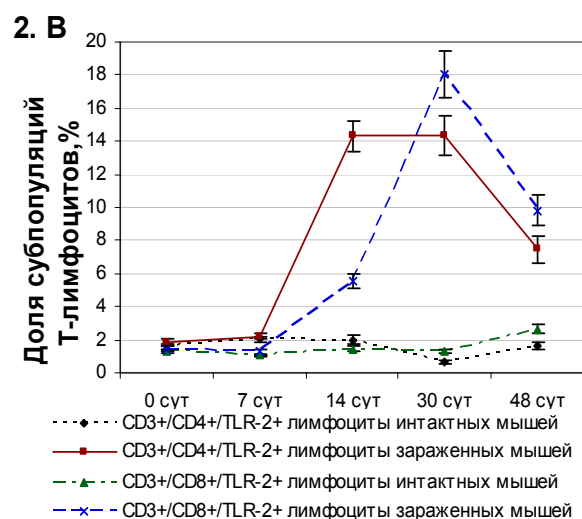 2. В
Доля субпопуляций
Т-лимфоцитов,%
20
18
16
14
12
10
8
6
4
2
0
0 сут
7 сут
14 сут
30 сут
48 сут
CD3+/CD4+/TLR-2+ лимфоциты интактных мышей
CD3+/CD4+/TLR-2+ лимфоциты зараженных мышей
CD3+/CD8+/TLR-2+ лимфоциты интактных мышей
CD3+/CD8+/TLR-2+ лимфоциты зараженных мышей